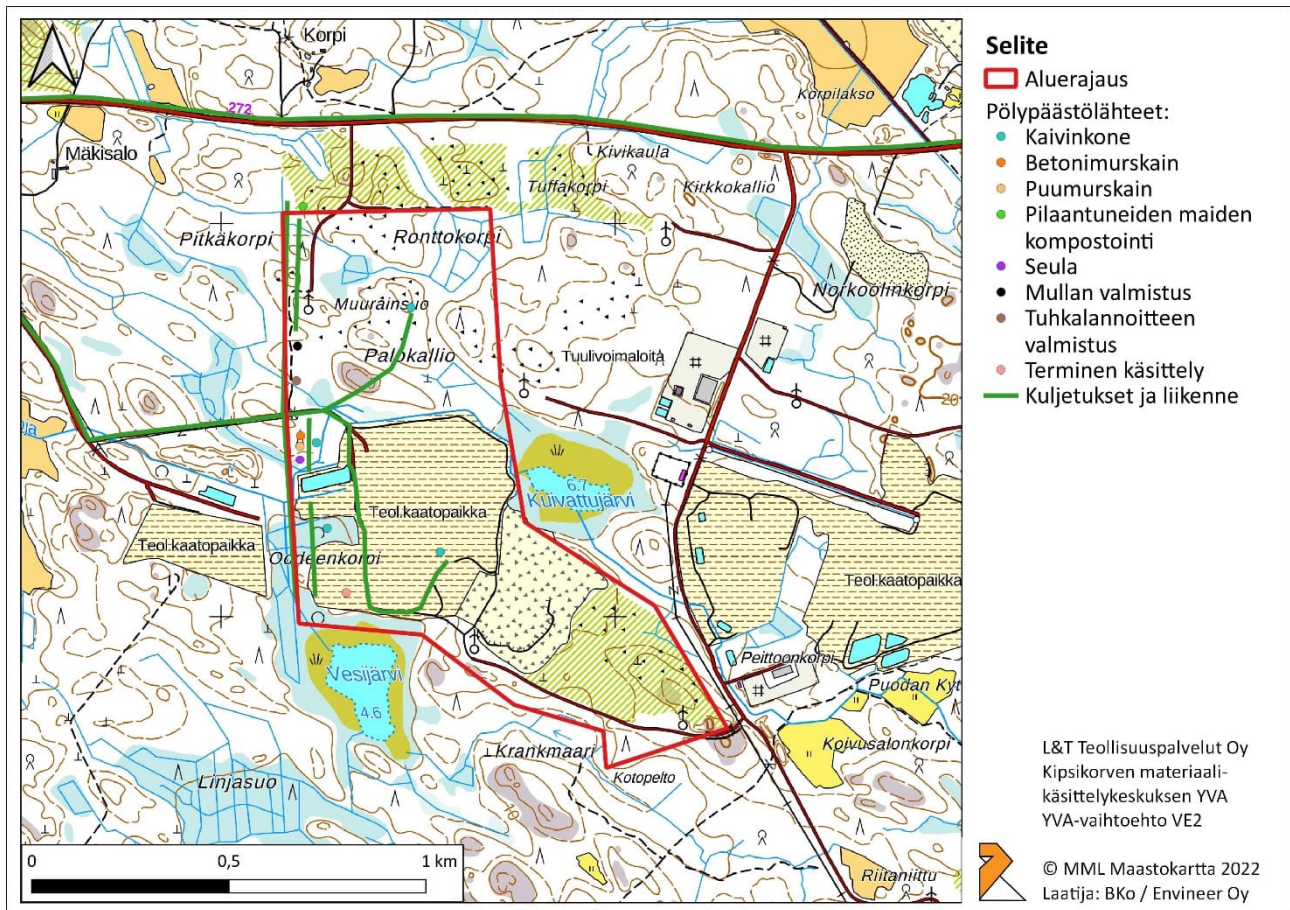 Korpi
Korpilakso
272
Mäkisalo
Kivikaula
Tuffakorpi
Kirkkokallio
Pitkäkorpi
Ronttokorpi
Norkoolinkorpi
Muurainsuo
Palokallio
Tuulivoimaloita
20
6.7
Kuivattujärvi
Teol.kaatopaikka
Teol.kaatopaikka
Oodeenkorpi
Teol.kaatopaikka
Vesijärvi
4.6
Peittoonkorpi
Puodan Kyt
Krankmaari
Koivusalonkorpi
Kotopelto
Linjasuo
Riitaniittu
0 0,5 1 km
Selite
Aluerajaus
Pölypäästölähteet:
Kaivinkone
Betonimurskain
Puumurskain
Pilaantuneiden maiden
kompostointi
Seula
Mullan valmistus
Tuhkalannoitteen
valmistus
Terminen käsittely
Kuljetukset ja liikenne
L&T Teollisuuspalvelut Oy
Kipsikorven materiaali-
käsittelykeskuksen YVA
YVA-vaihtoehto VE2
© MML Maastokartta 2022
Laatija: BKo / Envineer Oy